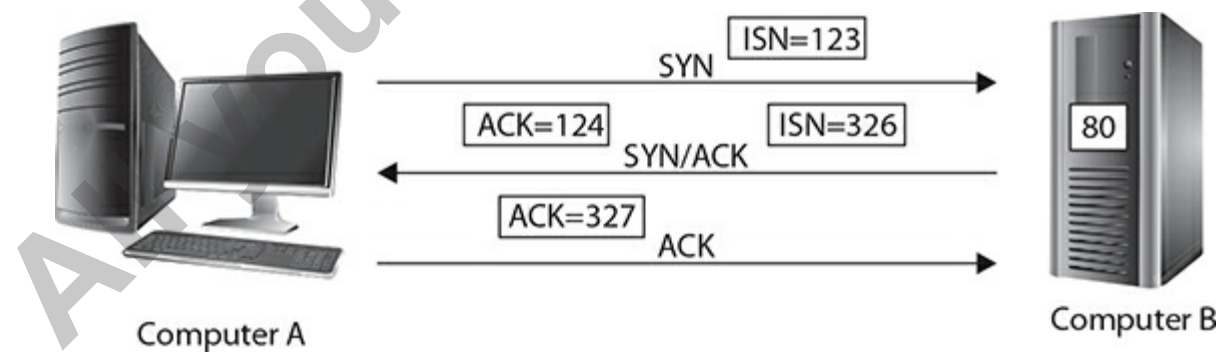 ISN=123
SYN
ACK=124
ISN=326
80
SYN/ACK
ACK=327
ACK
Computer A
Computer B